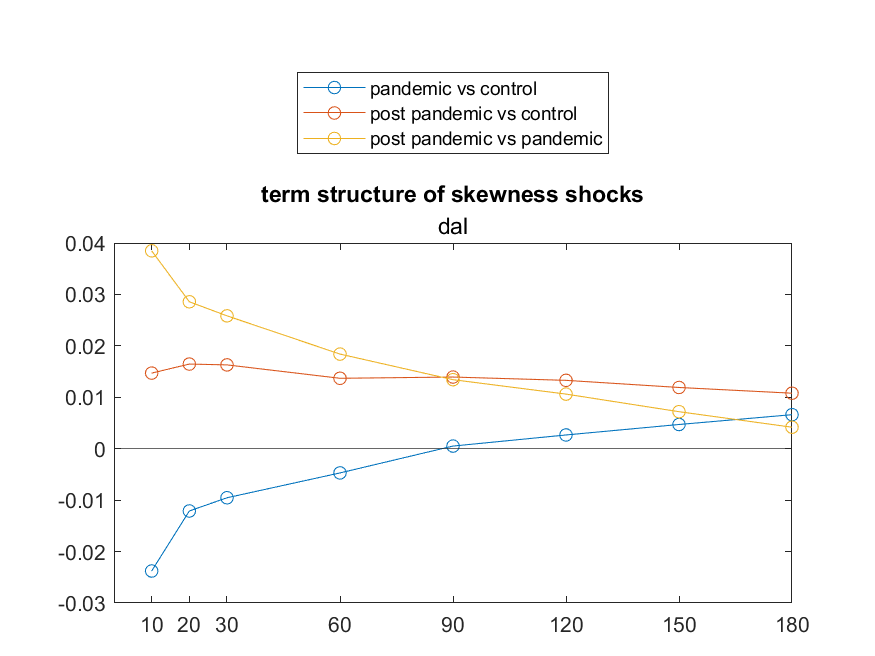 pandemic vs control
post pandemic vs control
post pandemic vs pandemic
term structure of skewness shocks
dal
0.04
0.03
0.02
0.01
0
-0.01
-0.02
-0.03
10 20 30 60 90 120 150 180